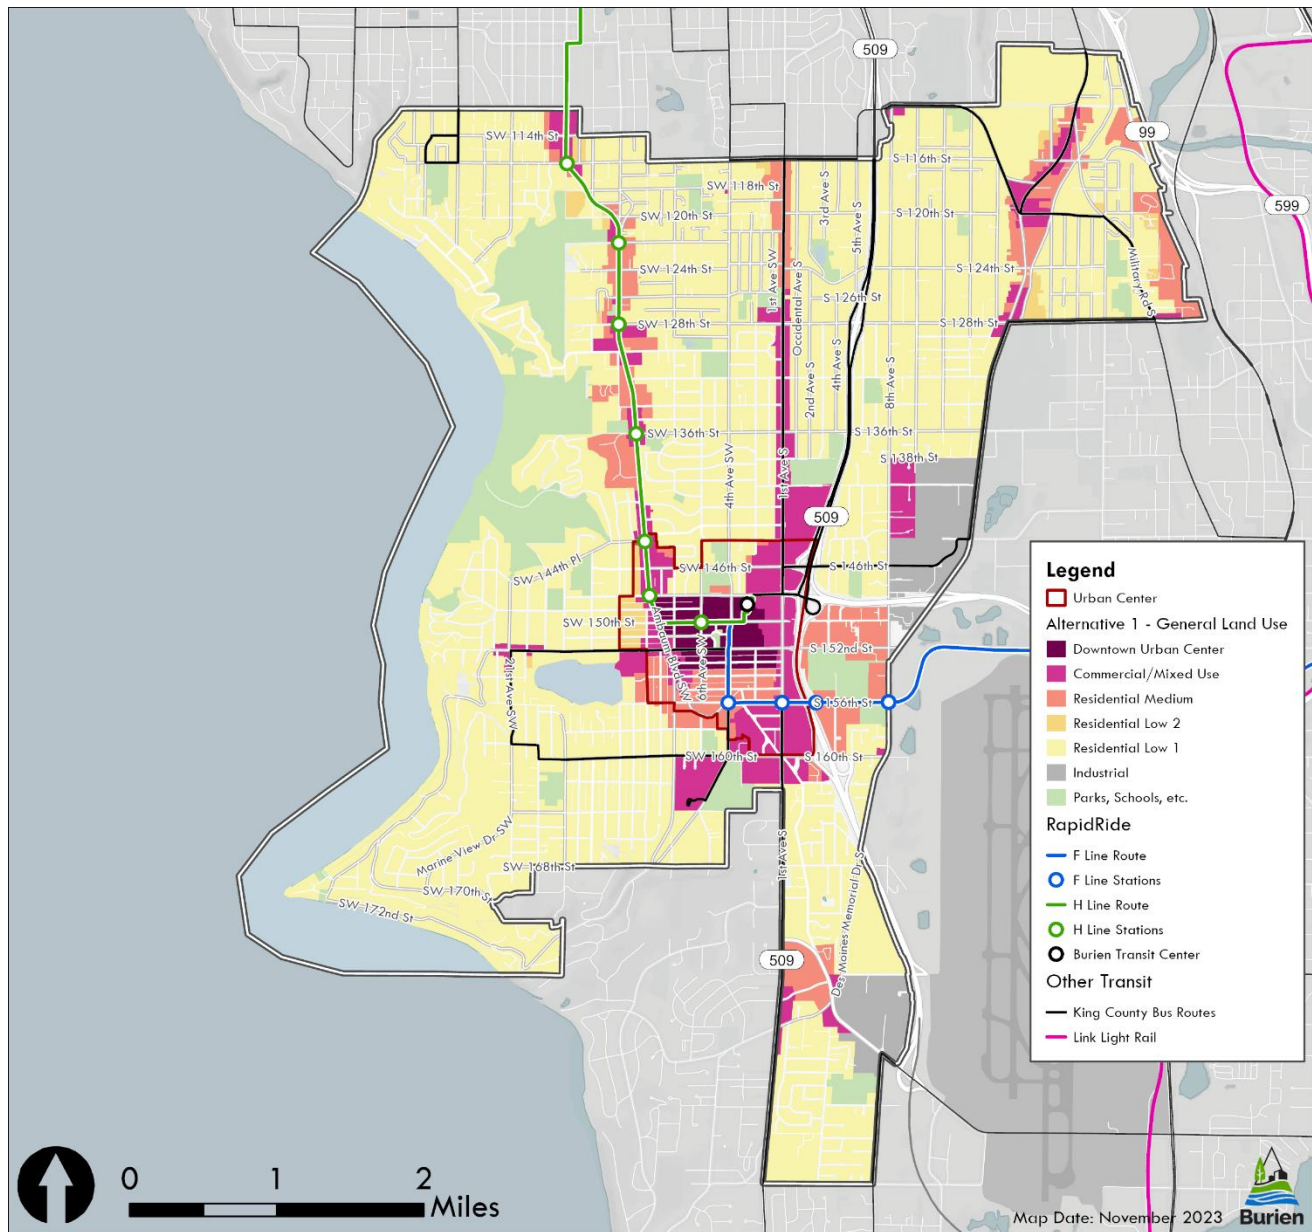 509
99
599
SW 114th St
S 116th St
SW 118th St
SW 120th St
S 120th St
SW 124th St
S 124th St
S 126th St
SW 128th St
S 128th St
1st Ave SW
Occidental Ave S
3rd Ave S
5th Ave S
2nd Ave S
4th Ave S
8th Ave S
Military Rd S
SW 136th St
S 136th St
S 138th St
4th Ave SW
1st Ave S
509
SW 144th Pl
SW 146th St
S 146th St
SW 150th St
Ambaum Blvd SW
6th Ave SW
S 152nd St
21st Ave SW
S 156th St
SW 160th St
S 160th St
Marine View Dr SW
SW 168th St
SW 170th St
SW 172nd St
1st Ave S
Des Moines Memorial Dr S
509
Legend
Urban Center
Alternative 1 - General Land Use
Downtown Urban Center
Commercial/Mixed Use
Residential Medium
Residential Low 2
Residential Low 1
Industrial
Parks, Schools, etc.
RapidRide
F Line Route
F Line Stations
H Line Route
H Line Stations
Burien Transit Center
Other Transit
King County Bus Routes
Link Light Rail
0 1 2
Miles
Map Date: November 2023
Burien